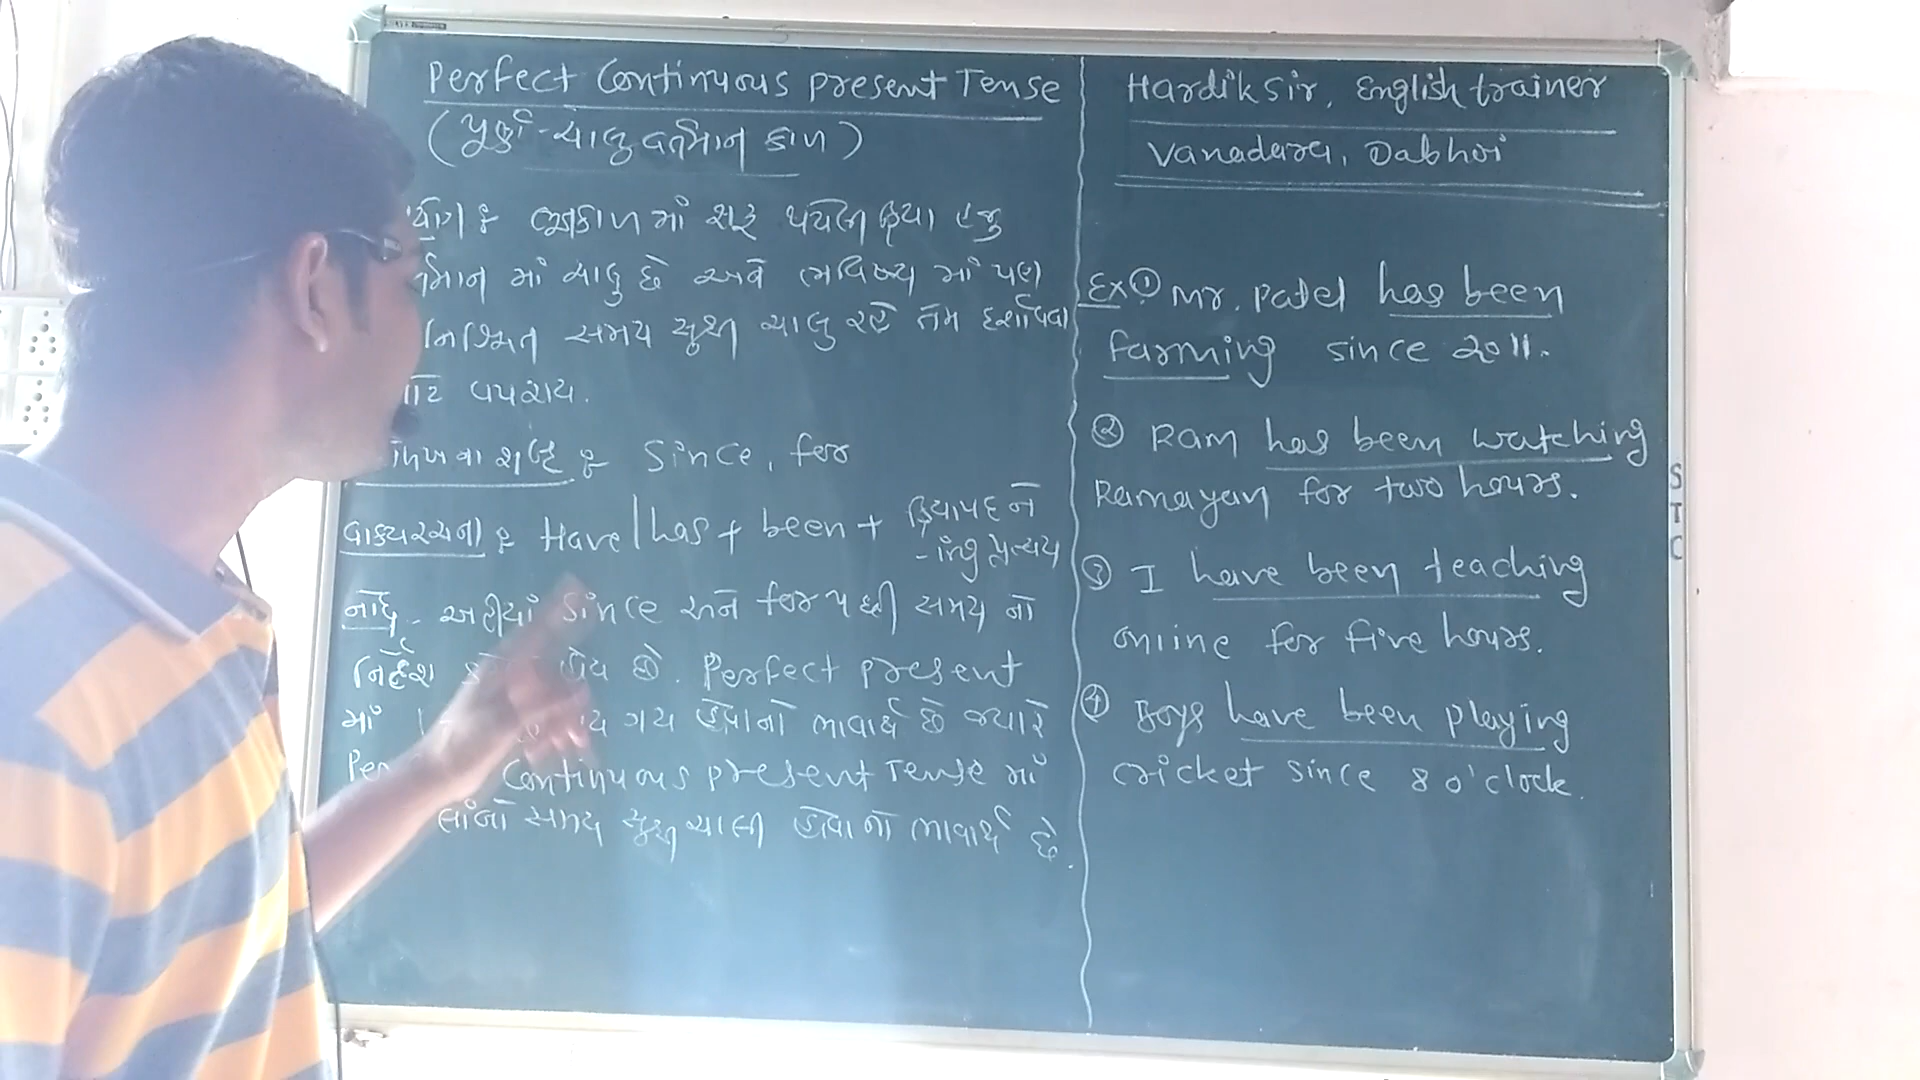 Perfect Continuous present Tense
(પૂર્ણ-ચાલુ વર્તમાન કાળ)
ભૂતકાળ માં શરૂ થયેલ ક્રિયા હજુ
માં ચાલુ છે અને ભવિષ્ય માં પણ
નિશ્ચિત સમય સુધી ચાલુ રહે તેમ દર્શાવવા
વપરાય.
શબ્દ : Since, for
વાક્યરચના : Have/has + been + ક્રિયાપદ ને
-ing પ્રત્યય
નોંધ - અહીયાં Since અને for પછી સમય નો
નિર્દેશ હોય છે. Perfect present
માં ગય હોવાનો ભાવાર્થ છે જ્યારે
Continuous present Tense માં
લાંબો સમય સુધી ચાલી હોવાનો ભાવાર્થ છે.
Hardik Sir, English trainer
Vanadara, Dabhoi
Ex ① Mr. Patel has been
farming since 2011.
② Ram has been watching
Ramayan for two hours.
③ I have been teaching
online for five hours.
④ Boys have been playing
cricket since 8 o'clock.
STC